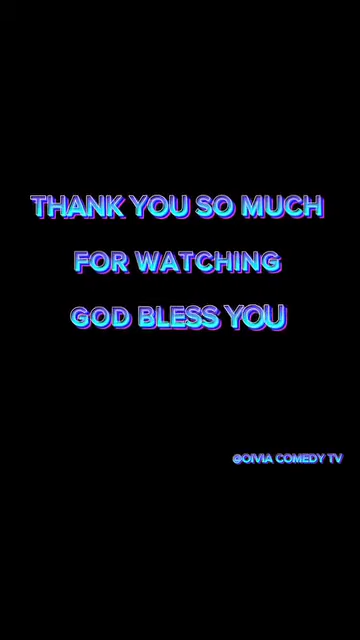 THANK YOU SO MUCH
FOR WATCHING
GOD BLESS YOU
@OIVIA COMEDY TV